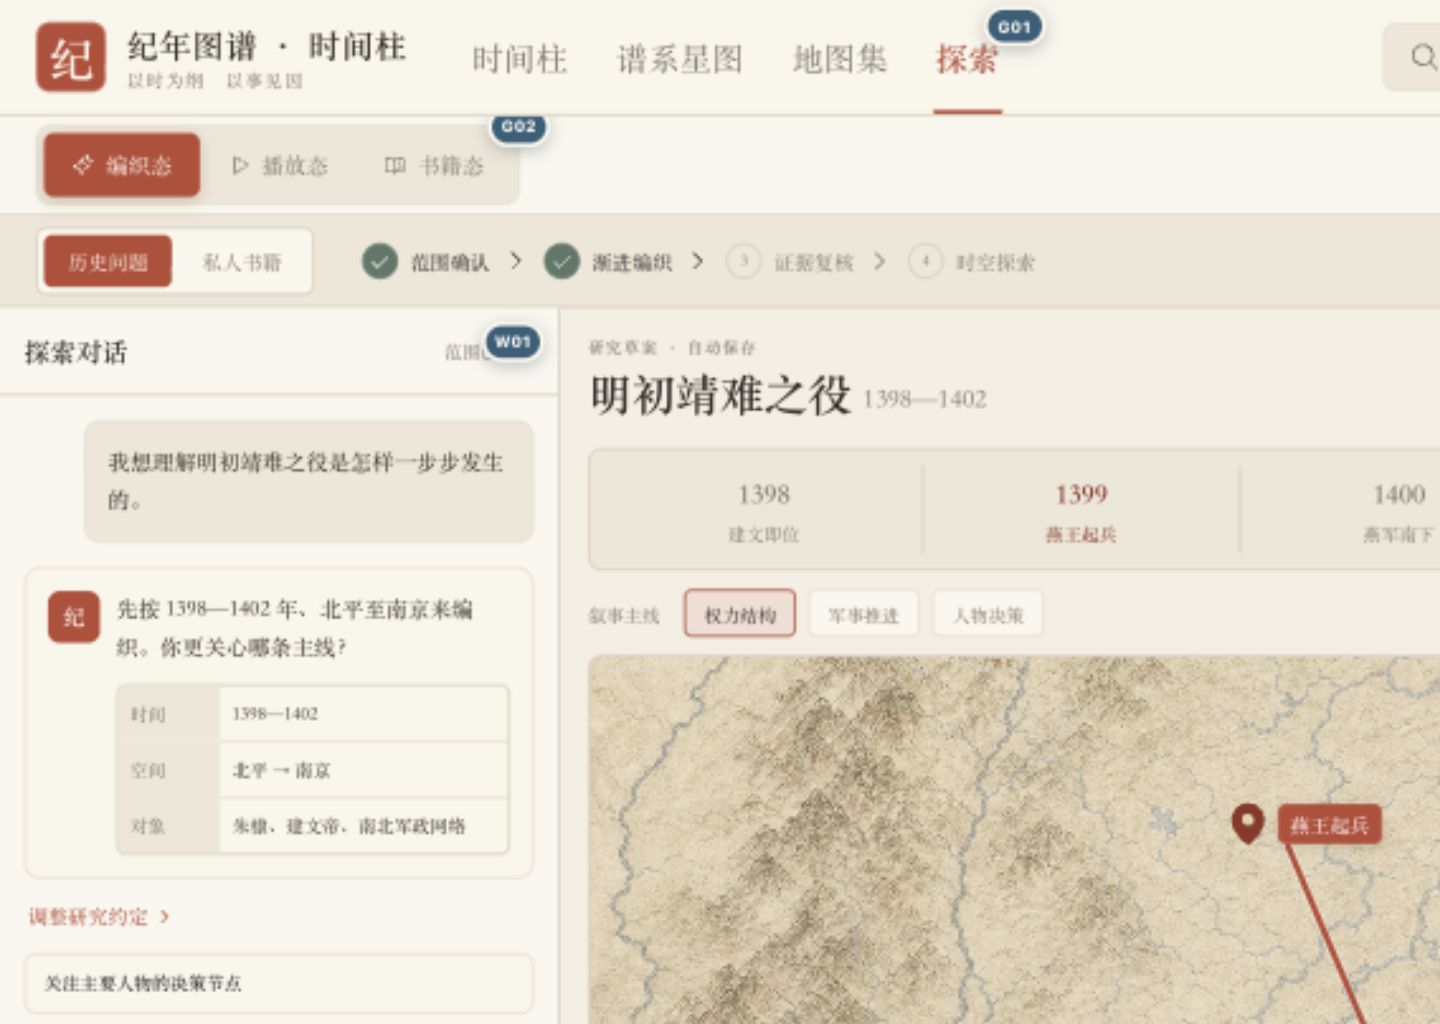 纪
纪年图谱 · 时间柱
以时为纲 以事见因
时间柱
谱系星图
地图集
探索
G01
G02
编织态
播放态
书籍态
历史问题
私人书籍
范围确认
渐进编织
3
证据复核
4
时空探索
探索对话
范围
W01
研究草案 · 自动保存
明初靖难之役 1398—1402
我想理解明初靖难之役是怎样一步步发生
的。
1398
建文即位
1399
燕王起兵
1400
燕军南下
纪
先按 1398—1402 年、北平至南京来编
织。你更关心哪条主线?
叙事主线
权力结构
军事推进
人物决策
时间
1398—1402
空间
北平 → 南京
对象
朱棣、建文帝、南北军政网络
燕王起兵
调整研究约定
关注主要人物的决策节点